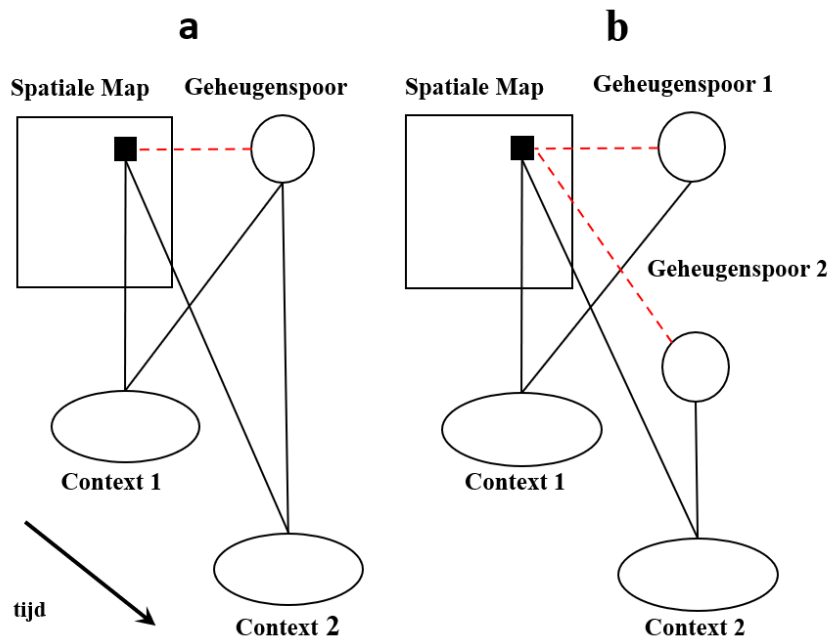 a
Spatiale Map
Geheugenspoor
Context 1
Context 2
tijd
b
Spatiale Map
Geheugenspoor 1
Geheugenspoor 2
Context 1
Context 2